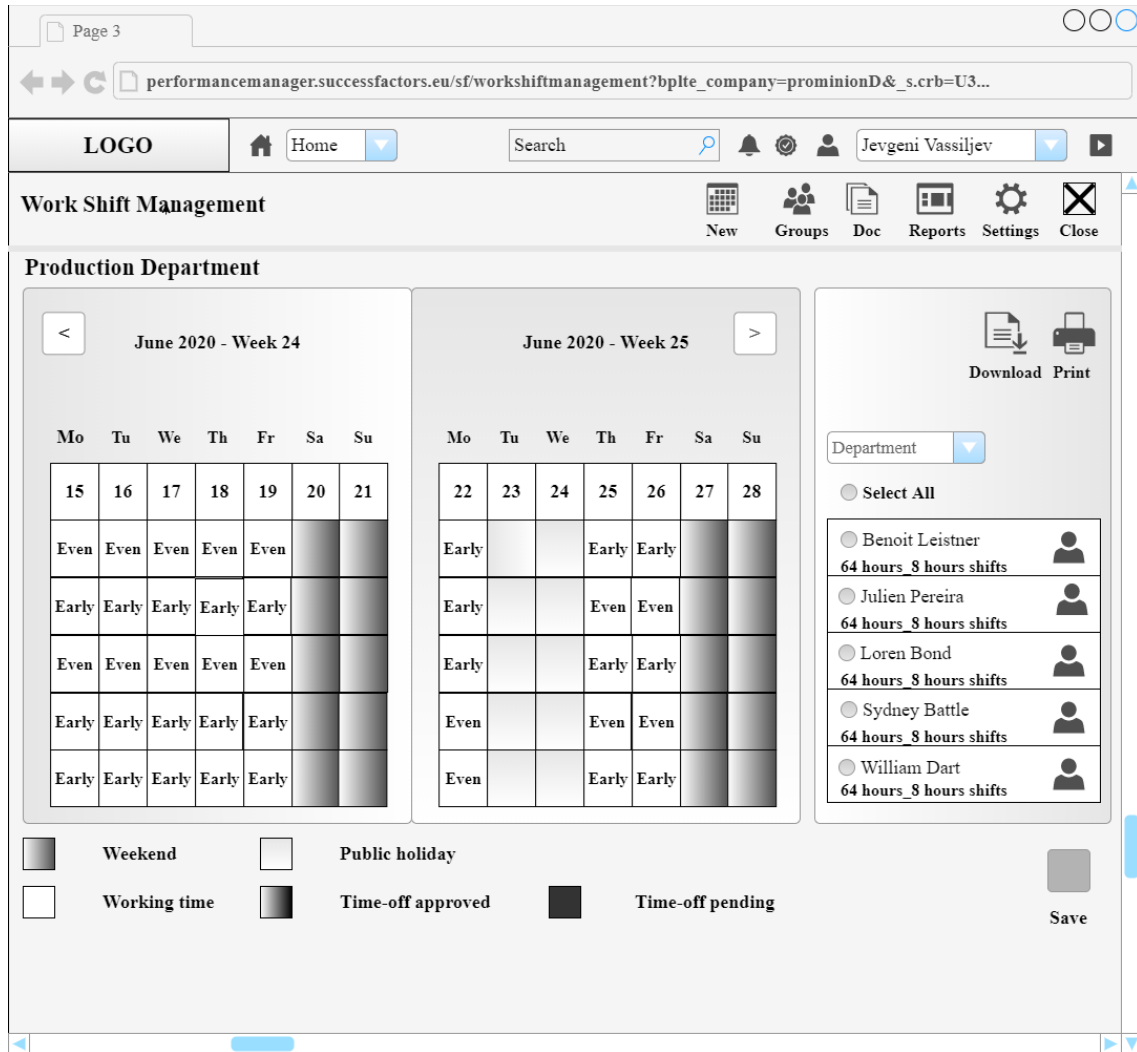 Page 3
performancemanager.successfactors.eu/sf/workshiftmanagement?bplte_company=prominionD&_s.crb=U3...
LOGO Home Search Jevgeni Vassiljev
Work Shift Management
New Groups Doc Reports Settings Close
Production Department
< June 2020 - Week 24
June 2020 - Week 25 >
Download Print
Mo Tu We Th Fr Sa Su
Mo Tu We Th Fr Sa Su
Department
15 16 17 18 19 20 21
22 23 24 25 26 27 28
Select All
Even Even Even Even Even
Early Early Early
Benoit Leistner
64 hours_8 hours shifts
Early Early Early Early Early
Early Even Even
Julien Pereira
64 hours_8 hours shifts
Even Even Even Even Even
Early Early Early
Loren Bond
64 hours_8 hours shifts
Early Early Early Early Early
Even Even Even
Sydney Battle
64 hours_8 hours shifts
Early Early Early Early Early
Even Early Early
William Dart
64 hours_8 hours shifts
Weekend Public holiday
Working time Time-off approved Time-off pending
Save